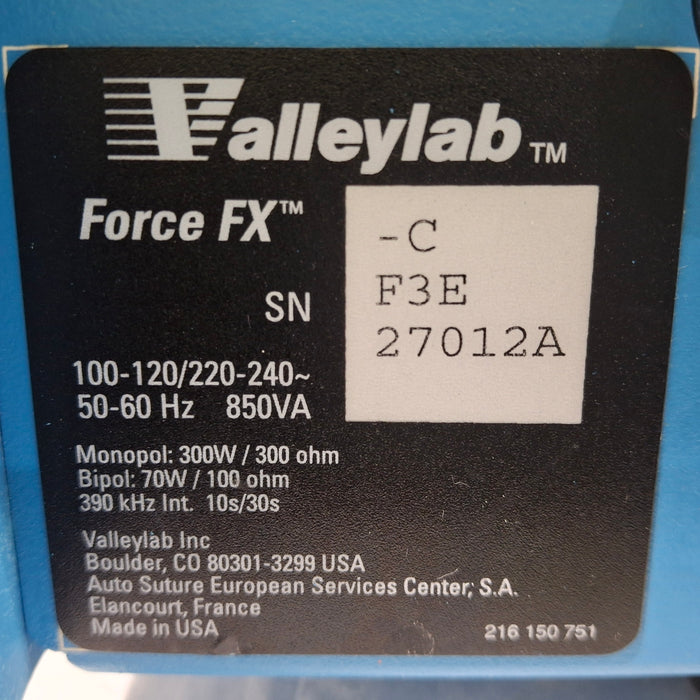 Valleylab™
Force FX™ -C
SN F3E
27012A
100-120/220-240~
50-60 Hz 850VA
Monopol: 300W / 300 ohm
Bipol: 70W / 100 ohm
390 kHz Int. 10s/30s
Valleylab Inc
Boulder, CO 80301-3299 USA
Auto Suture European Services Center, S.A.
Elancourt, France
Made in USA 216 150 751